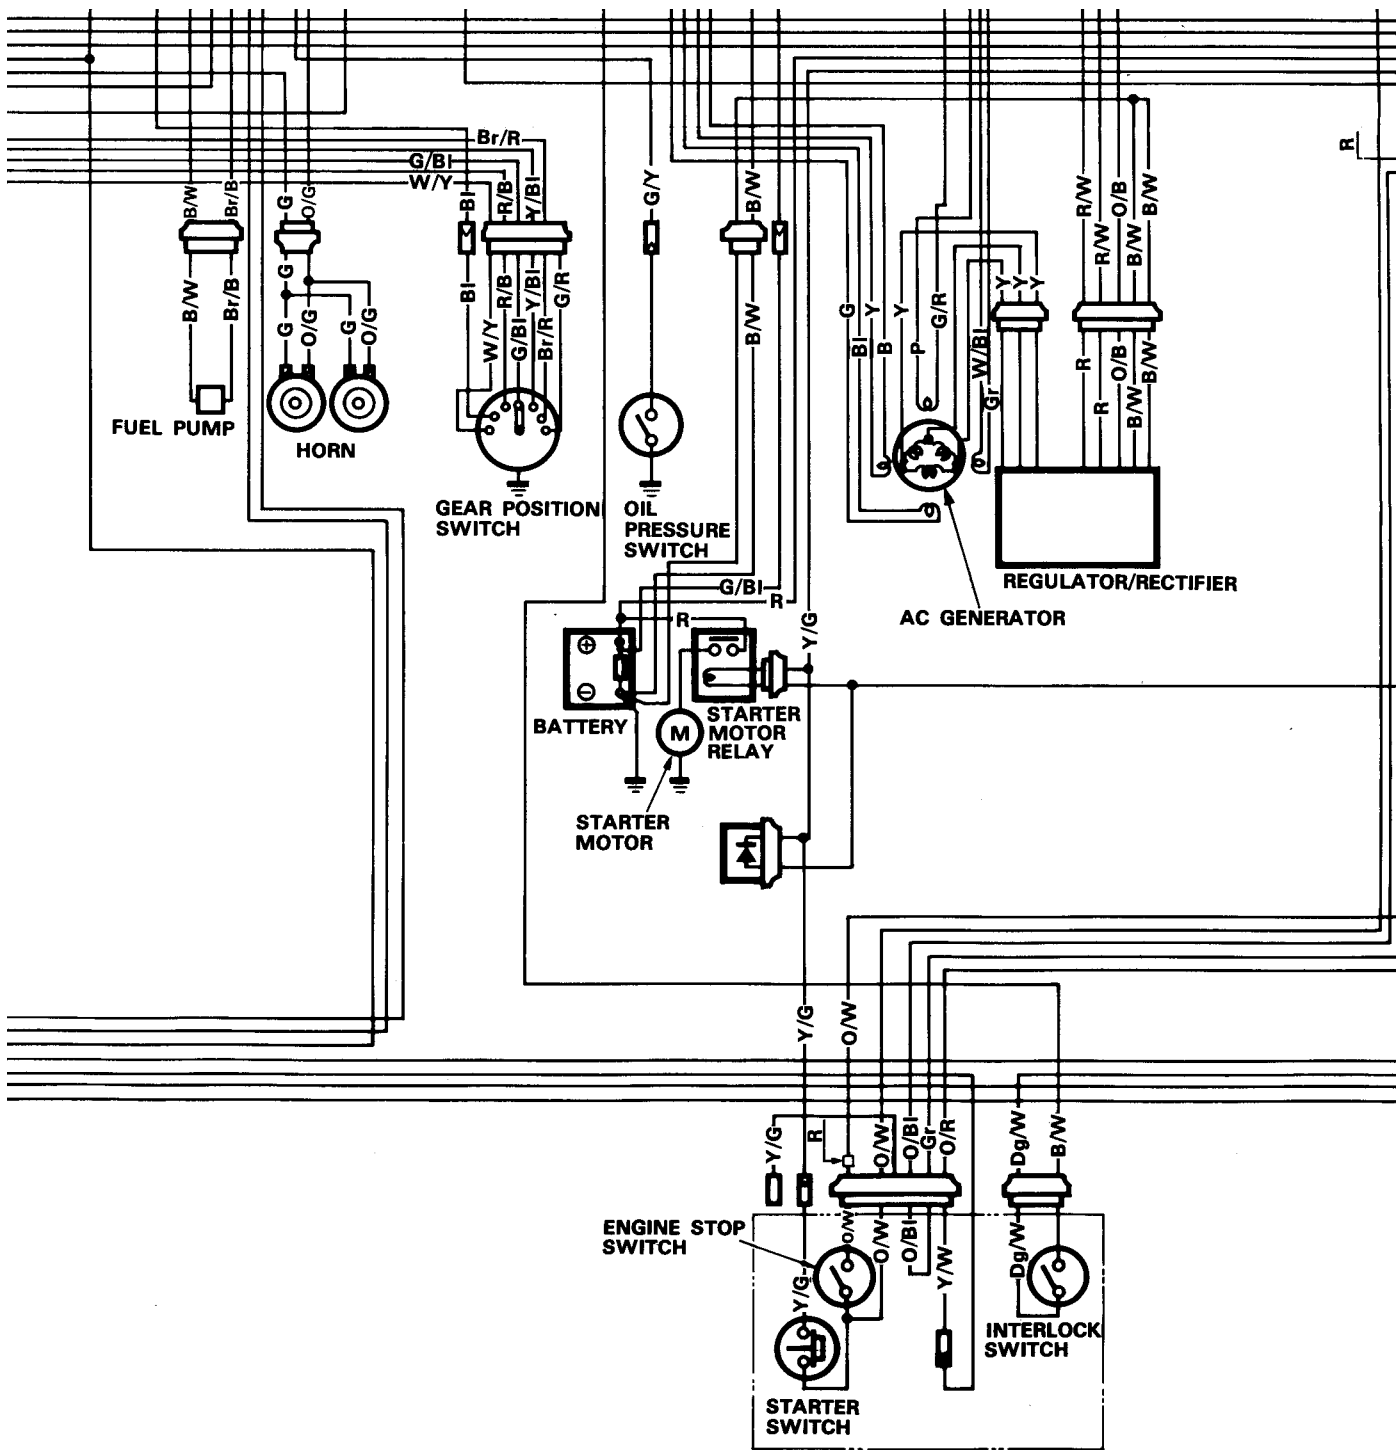 Br/R
G/Bl
W/Y
R
B/W
Br/B
G
O/G
Bl
R/B
Y/Bl
G/Y
B/W
R/W
R/W
O/B
B/W
B/W
B/W
Br/B
G
G
O/G
G
O/G
Bl
W/Y
R/B
G/Bl
Y/Bl
Br/R
G/R
B/W
G
Bl
Y
B
Y
P
G/R
W/Bl
Gr
Y
Y
Y
R
R
O/B
B/W
B/W
FUEL PUMP
HORN
GEAR POSITION
SWITCH
OIL
PRESSURE
SWITCH
REGULATOR/RECTIFIER
AC GENERATOR
G/Bl
R
R
Y/G
BATTERY
M
STARTER
MOTOR
RELAY
STARTER
MOTOR
Y/G
O/W
Y/G
R
O/W
O/Bl
Gr
O/R
Dg/W
B/W
ENGINE STOP
SWITCH
O/W
O/W
O/Bl
Y/W
Dg/W
Y/G
INTERLOCK
SWITCH
STARTER
SWITCH